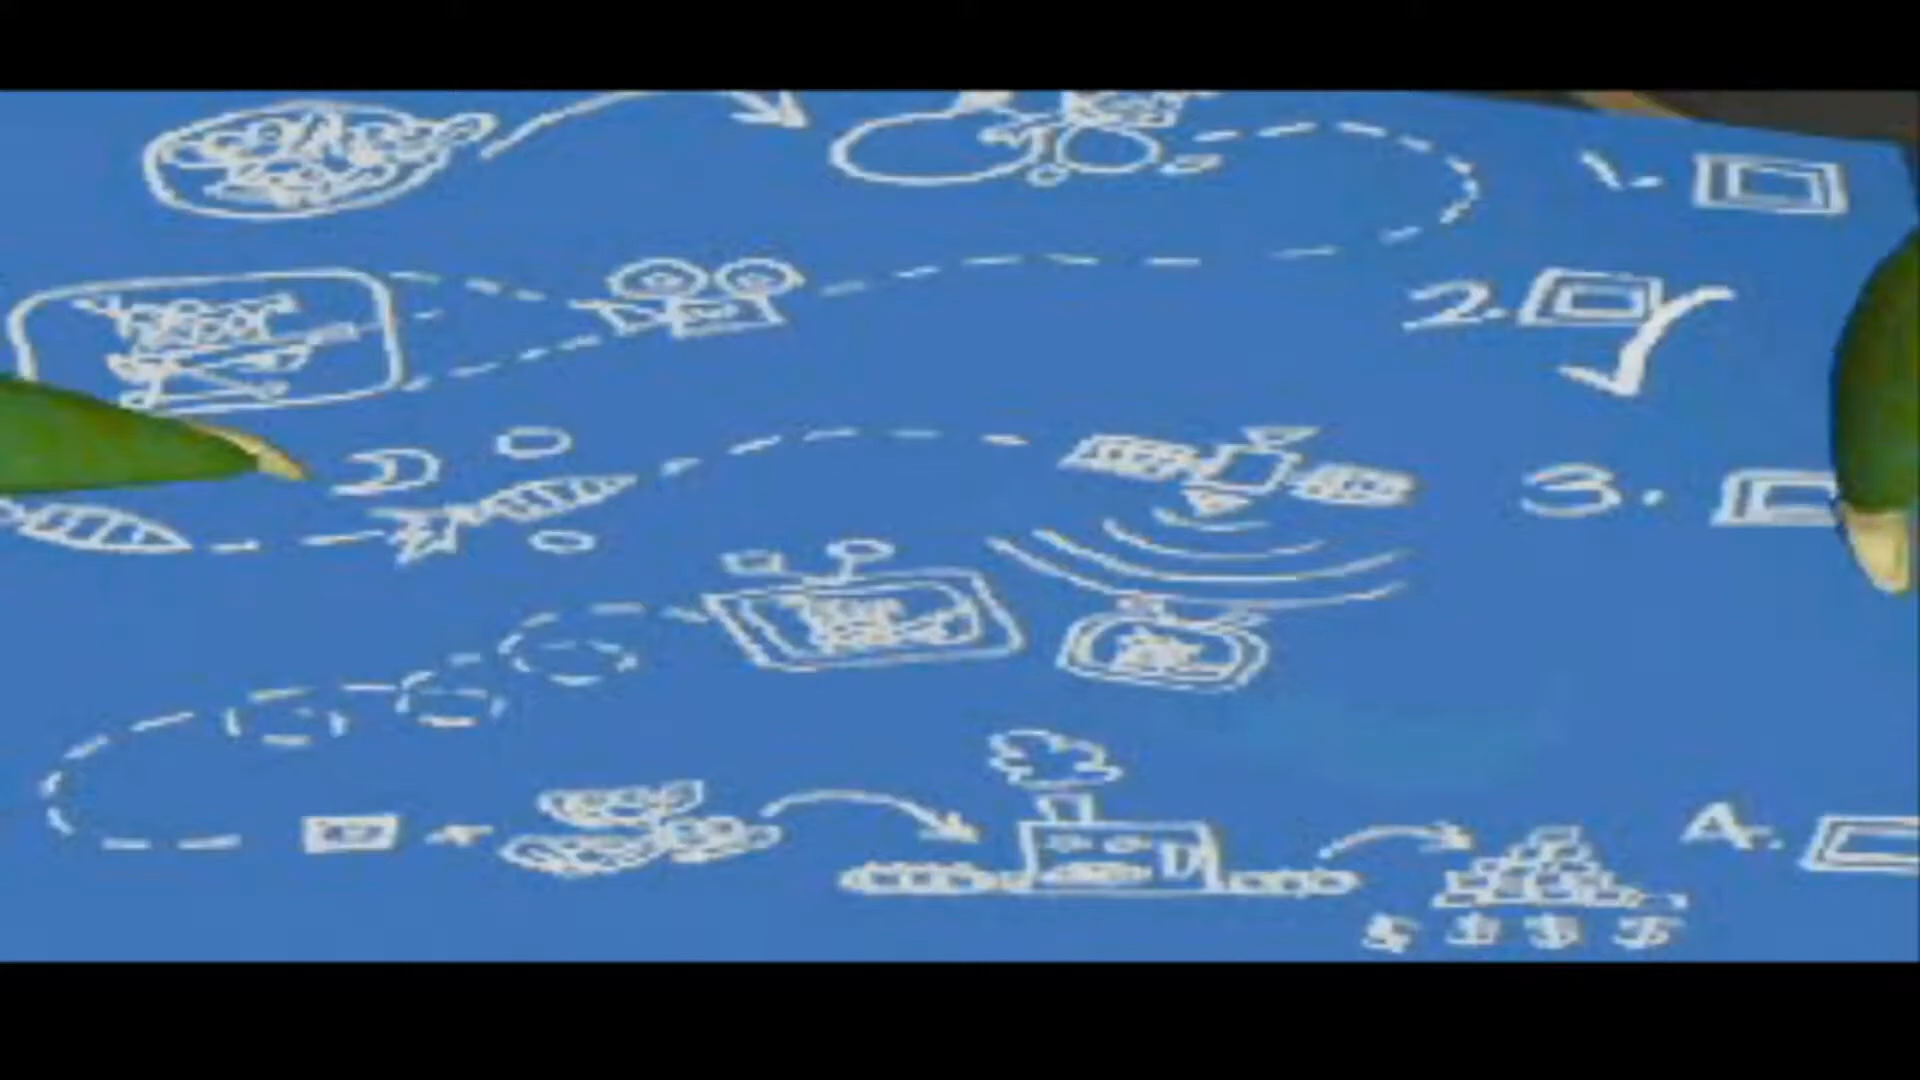 1.
2.
3.
4.
$ $ $ $